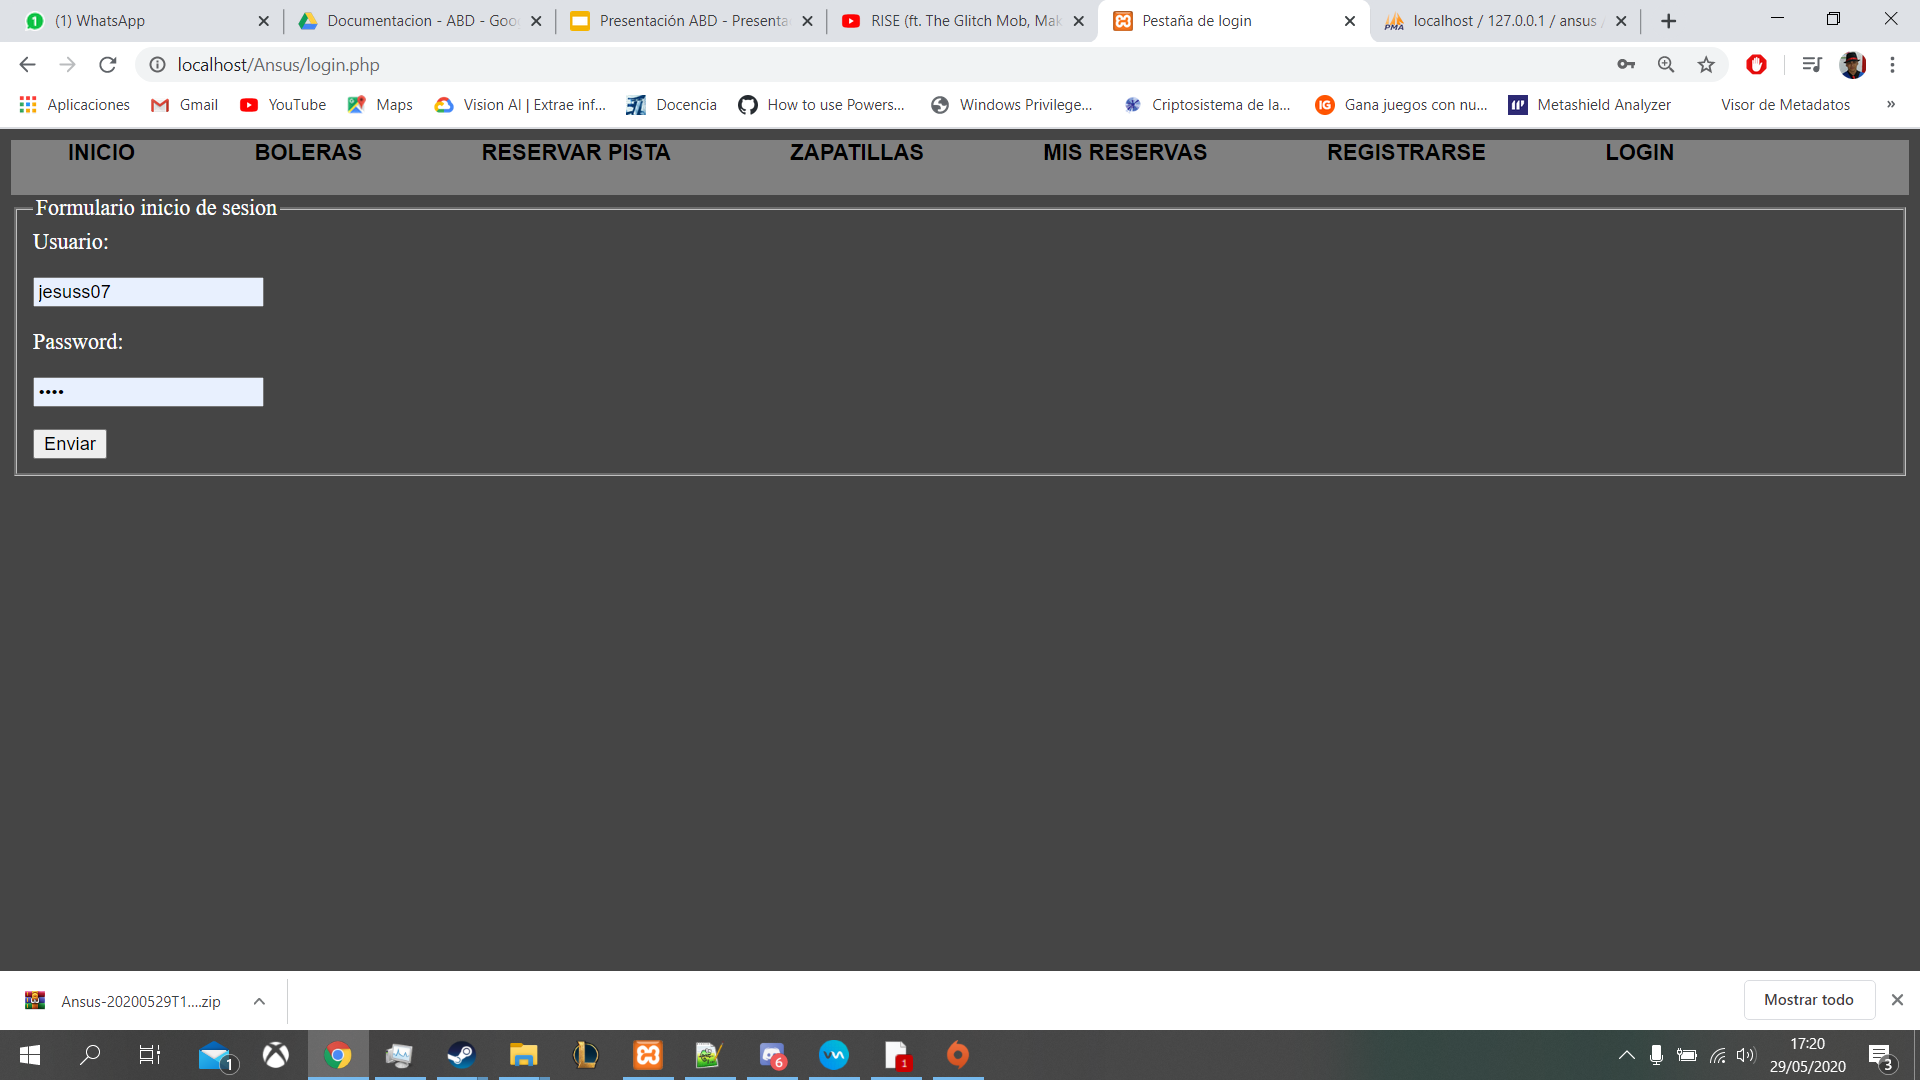 (1) WhatsApp
Documentacion - ABD - Goo
Presentación ABD - Presenta
RISE (ft. The Glitch Mob, Mak
Pestaña de login
localhost / 127.0.0.1 / ansus /
localhost/Ansus/login.php
Aplicaciones
Gmail
YouTube
Maps
Vision AI | Extrae inf...
Docencia
How to use Powers...
Windows Privilege...
Criptosistema de la...
Gana juegos con nu...
Metashield Analyzer
Visor de Metadatos
»
INICIO BOLERAS RESERVAR PISTA ZAPATILLAS MIS RESERVAS REGISTRARSE LOGIN
Formulario inicio de sesion
Usuario:
jesuss07
Password:
••••
Enviar
Ansus-20200529T1....zip
Mostrar todo
1
6
1
17:20
29/05/2020
3